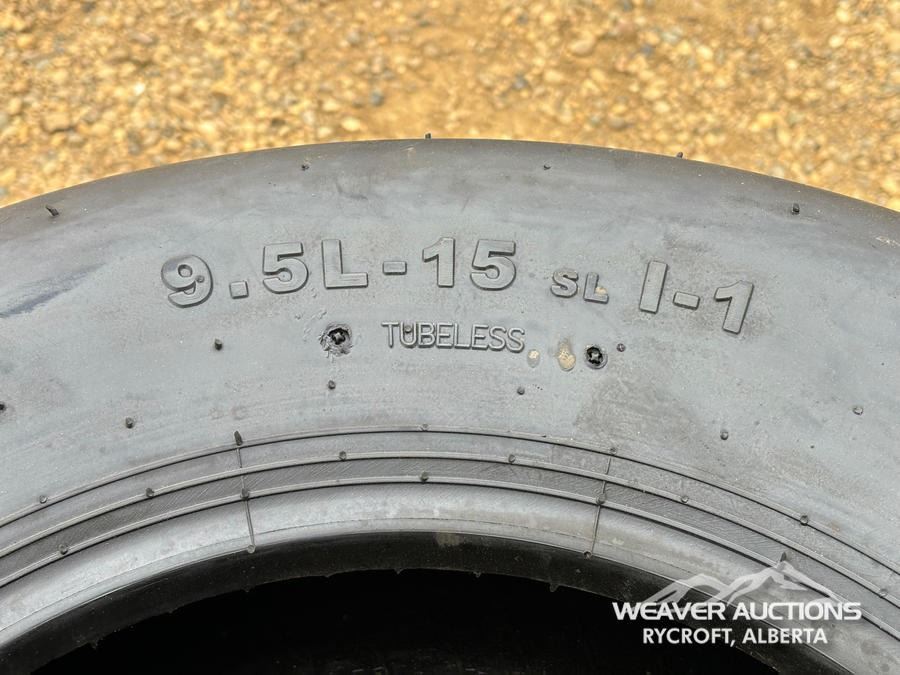 9.5L-15 SL I-1
TUBELESS
WEAVER AUCTIONS
RYCROFT, ALBERTA